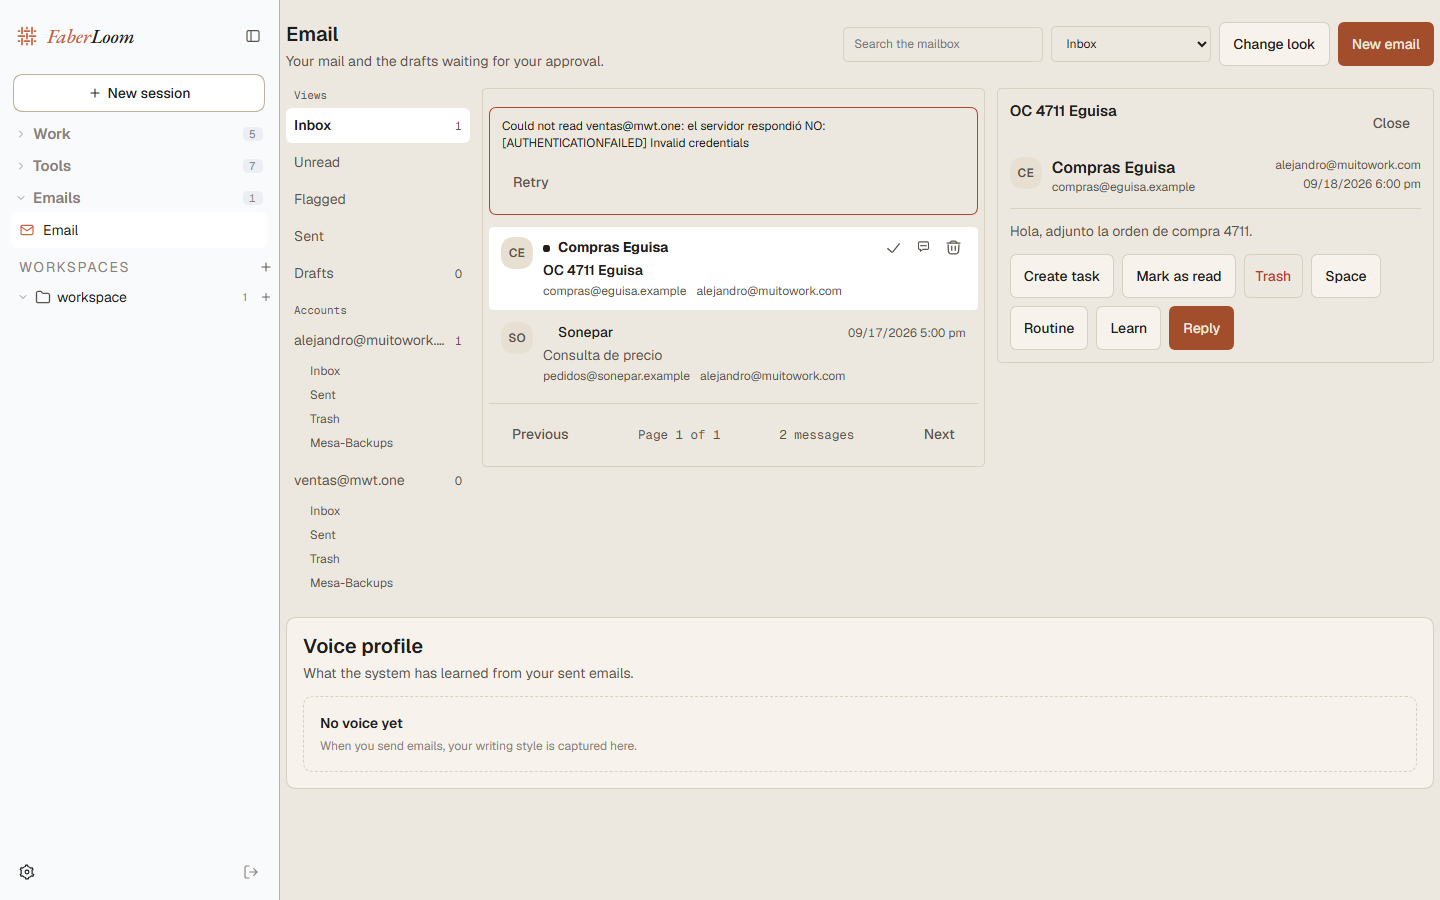 FaberLoom
New session
Work 5
Tools 7
Emails 1
Email
WORKSPACES
workspace 1
Email
Your mail and the drafts waiting for your approval.
Search the mailbox
Inbox
Change look
New email
Views
Inbox 1
Unread
Flagged
Sent
Drafts 0
Accounts
alejandro@muitowork.... 1
Inbox
Sent
Trash
Mesa-Backups
ventas@mwt.one 0
Inbox
Sent
Trash
Mesa-Backups
Could not read ventas@mwt.one: el servidor respondió NO:
[AUTHENTICATIONFAILED] Invalid credentials
Retry
CE
Compras Eguisa
OC 4711 Eguisa
compras@eguisa.example alejandro@muitowork.com
SO
Sonepar 09/17/2026 5:00 pm
Consulta de precio
pedidos@sonepar.example alejandro@muitowork.com
Previous Page 1 of 1 2 messages Next
OC 4711 Eguisa
Close
CE
Compras Eguisa
compras@eguisa.example
alejandro@muitowork.com
09/18/2026 6:00 pm
Hola, adjunto la orden de compra 4711.
Create task
Mark as read
Trash
Space
Routine
Learn
Reply
Voice profile
What the system has learned from your sent emails.
No voice yet
When you send emails, your writing style is captured here.